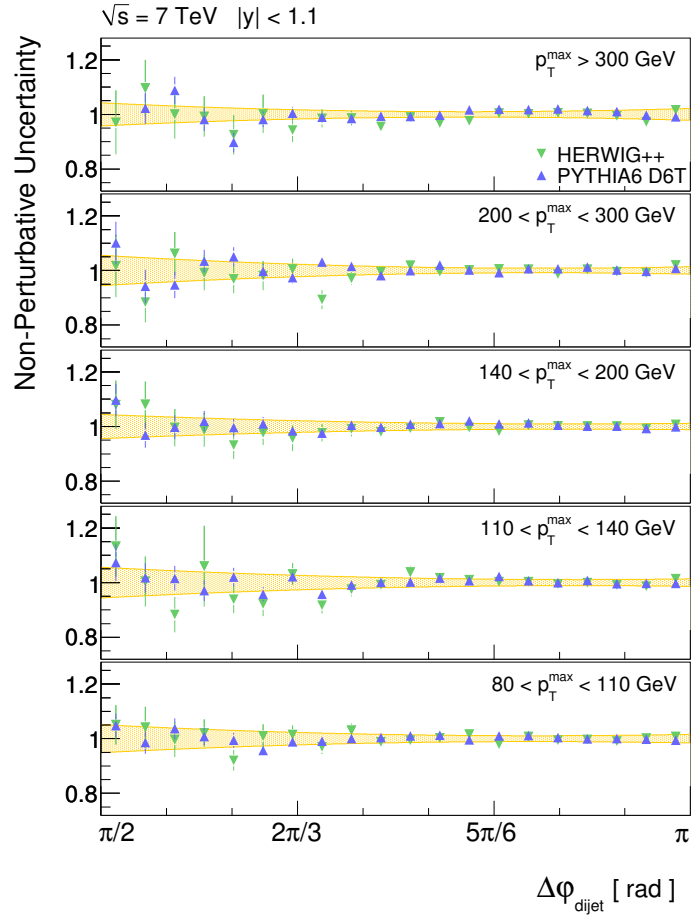 √s = 7 TeV |y| < 1.1
Non-Perturbative Uncertainty
1.2
1
0.8
p_T^max > 300 GeV
HERWIG++
PYTHIA6 D6T
1.2
1
0.8
200 < p_T^max < 300 GeV
1.2
1
0.8
140 < p_T^max < 200 GeV
1.2
1
0.8
110 < p_T^max < 140 GeV
1.2
1
0.8
80 < p_T^max < 110 GeV
π/2 2π/3 5π/6 π
Δφ_dijet [ rad ]